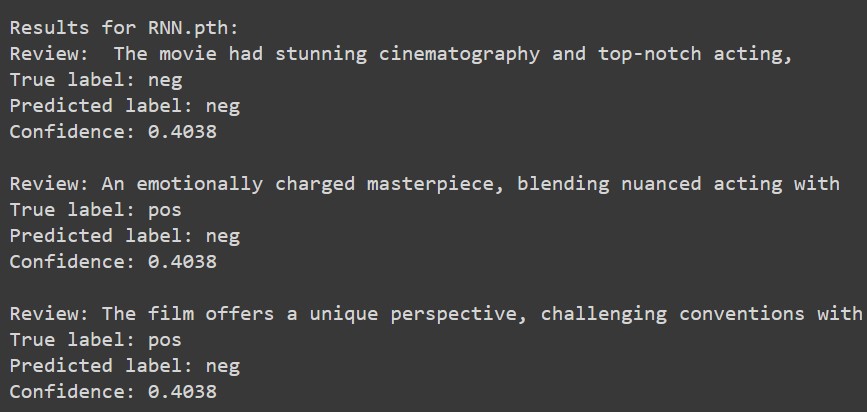 Results for RNN.pth:
Review:  The movie had stunning cinematography and top-notch acting,
True label: neg
Predicted label: neg
Confidence: 0.4038
Review: An emotionally charged masterpiece, blending nuanced acting with
True label: pos
Predicted label: neg
Confidence: 0.4038
Review: The film offers a unique perspective, challenging conventions with
True label: pos
Predicted label: neg
Confidence: 0.4038